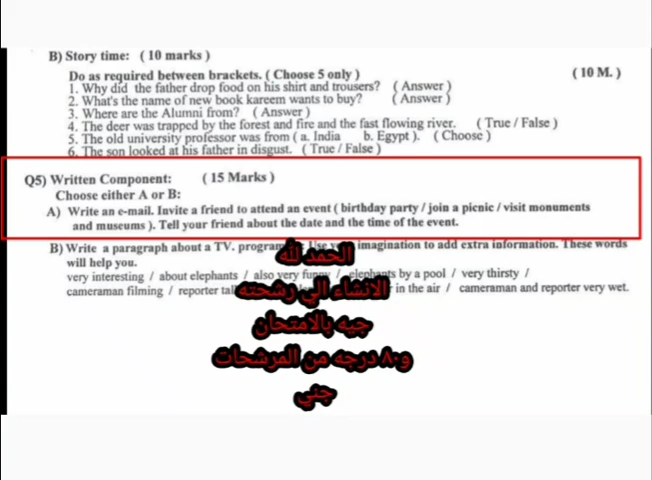 B) Story time: ( 10 marks )
Do as required between brackets. ( Choose 5 only ) ( 10 M. )
1. Why did the father drop food on his shirt and trousers? ( Answer )
2. What's the name of new book kareem wants to buy? ( Answer )
3. Where are the Alumni from? ( Answer )
4. The deer was trapped by the forest and fire and the fast flowing river. ( True / False )
5. The old university professor was from ( a. India b. Egypt ). ( Choose )
6. The son looked at his father in disgust. ( True / False )
Q5) Written Component: ( 15 Marks )
Choose either A or B:
A) Write an e-mail. Invite a friend to attend an event ( birthday party / join a picnic / visit monuments
and museums ). Tell your friend about the date and the time of the event.
B) Write a paragraph about a TV. program. Use your imagination to add extra information. These words
will help you.
very interesting / about elephants / also very funny / elephants by a pool / very thirsty /
cameraman filming / reporter in the air / cameraman and reporter very wet.
الحمد لله
الانشاء الي رشحته
جيه بالامتحان
و٨٠ درجه من المرشحات
جني